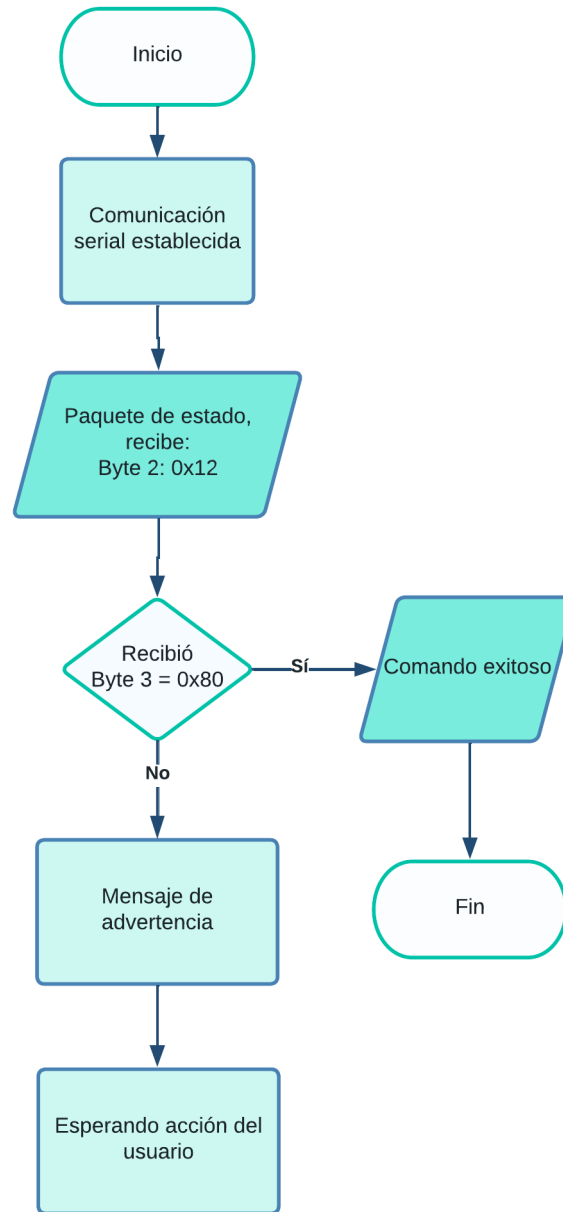 Inicio
Comunicación
serial establecida
Paquete de estado,
recibe:
Byte 2: 0x12
Recibió
Byte 3 = 0x80
Sí
Comando exitoso
No
Mensaje de
advertencia
Fin
Esperando acción del
usuario